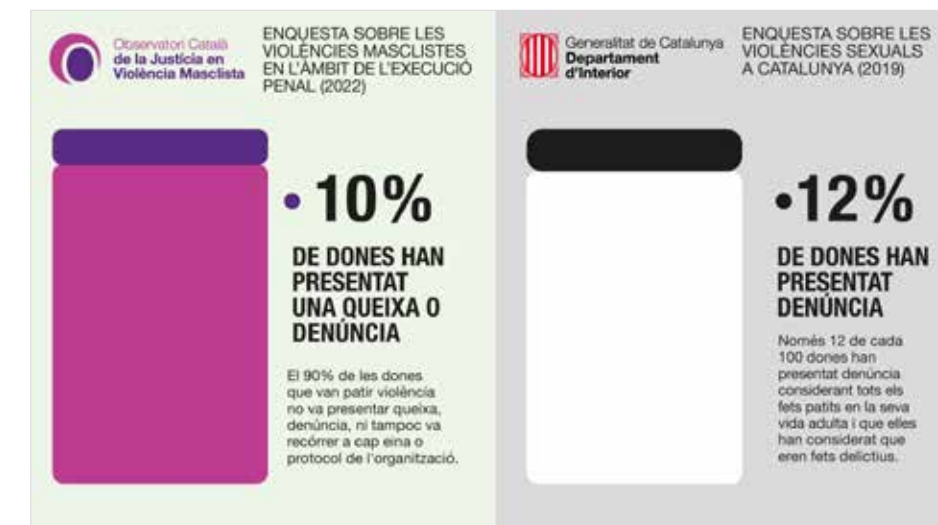 Observatori Català
de la Justícia en
Violència Masclista
ENQUESTA SOBRE LES
VIOLÈNCIES MASCLISTES
EN L'ÀMBIT DE L'EXECUCIÓ
PENAL (2022)
• 10%
DE DONES HAN
PRESENTAT
UNA QUEIXA O
DENÚNCIA
El 90% de les dones
que van patir violència
no va presentar queixa,
denúncia, ni tampoc va
recórrer a cap eina o
protocol de l'organització.
Generalitat de Catalunya
Departament
d'Interior
ENQUESTA SOBRE LES
VIOLÈNCIES SEXUALS
A CATALUNYA (2019)
•12%
DE DONES HAN
PRESENTAT
DENÚNCIA
Només 12 de cada
100 dones han
presentat denúncia
considerant tots els
fets patits en la seva
vida adulta i que elles
han considerat que
eren fets delictius.